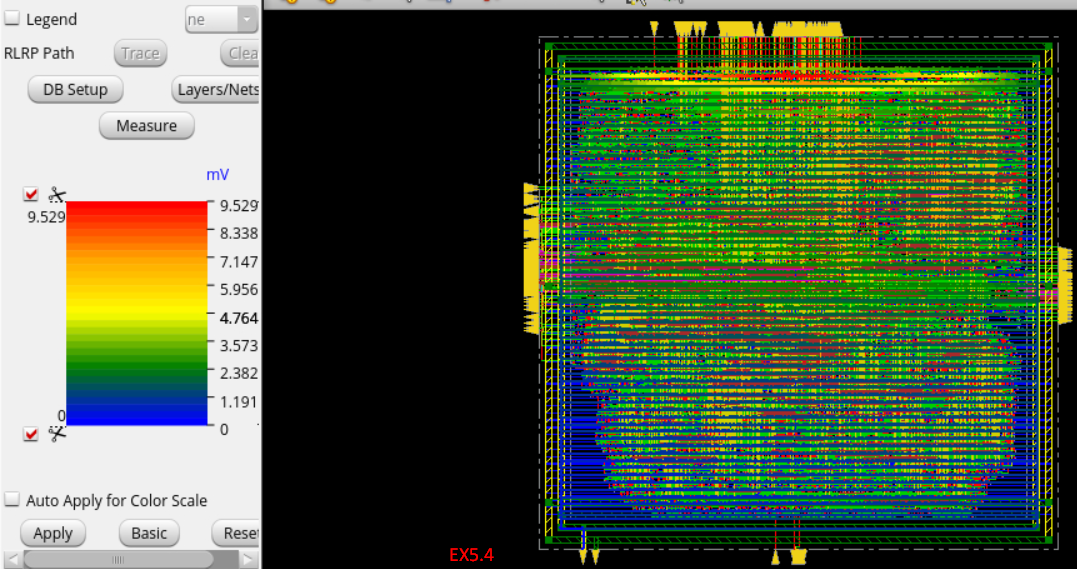 Legend
ne
RLRP Path
Trace
Clea
DB Setup
Layers/Nets
Measure
mV
9.529
9.529
8.338
7.147
5.956
4.764
3.573
2.382
1.191
0
0
Auto Apply for Color Scale
Apply
Basic
Rese
EX5.4